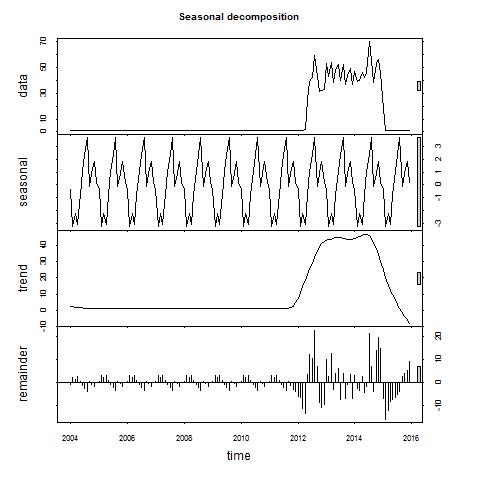 Seasonal decomposition
data
0 10 30 50 70
seasonal
-3 -1 0 1 2 3
trend
-10 0 10 20 30 40
remainder
-10 0 10 20
2004 2006 2008 2010 2012 2014 2016
time